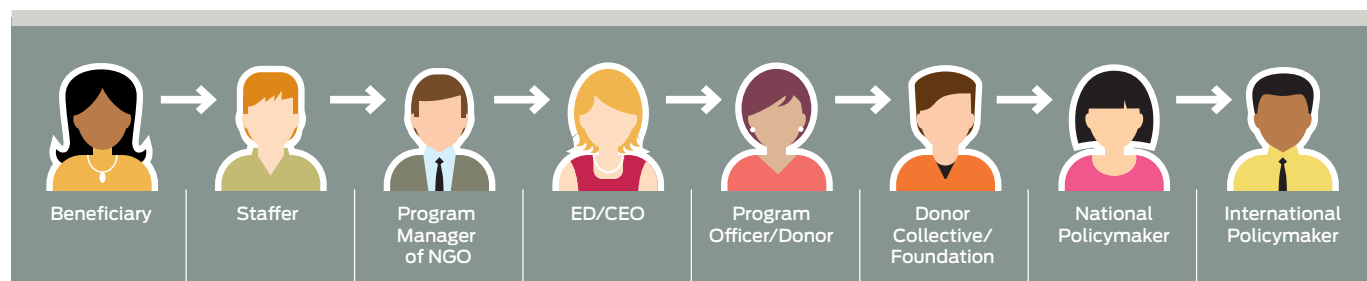 Beneficiary
Staffer
Program
Manager
of NGO
ED/CEO
Program
Officer/Donor
Donor
Collective/
Foundation
National
Policymaker
International
Policymaker